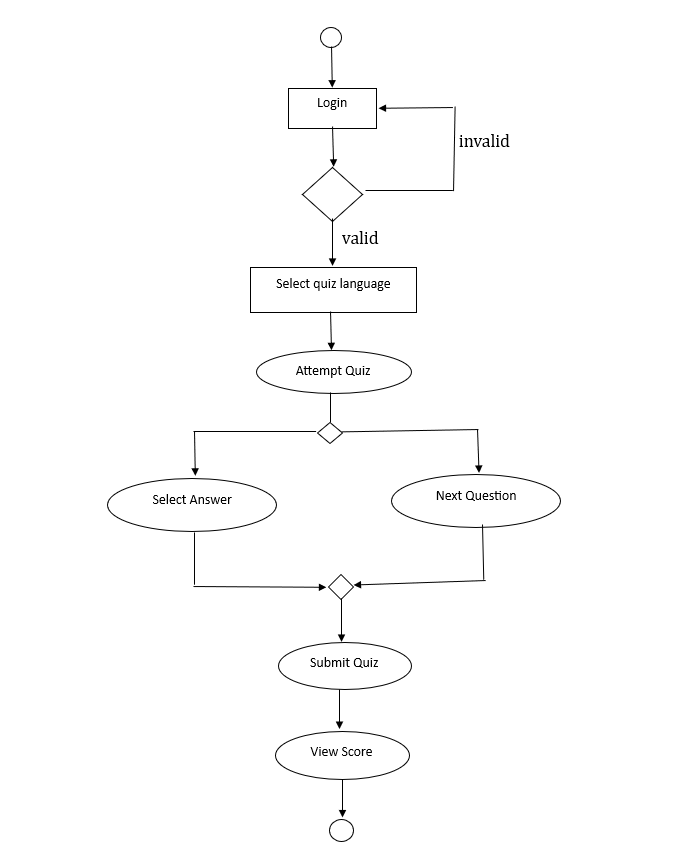 Login
invalid
valid
Select quiz language
Attempt Quiz
Select Answer
Next Question
Submit Quiz
View Score